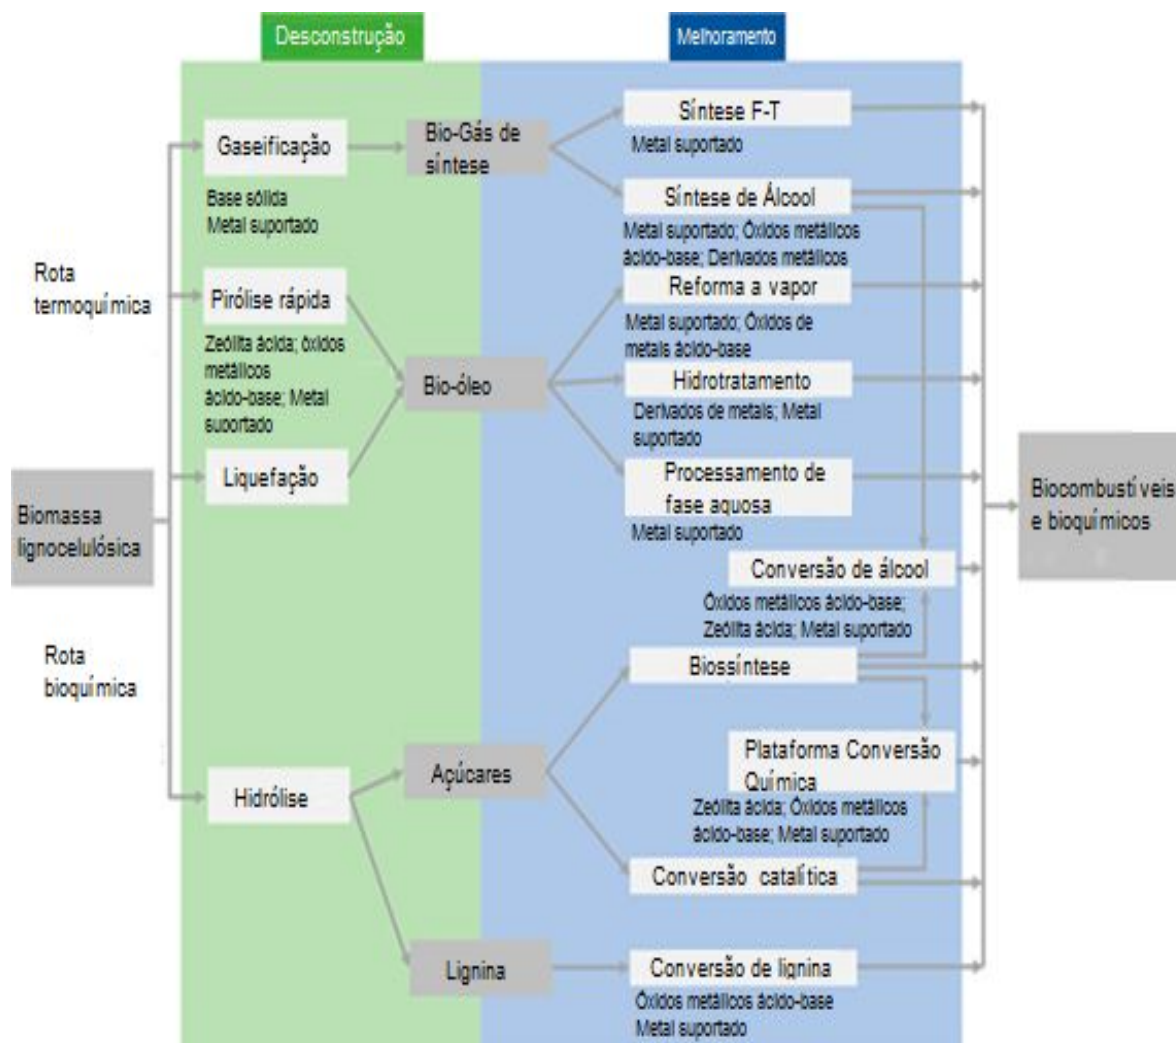 Desconstrução
Melhoramento
Gaseificação
Base sólida
Metal suportado
Bio-Gás de
síntese
Síntese F-T
Metal suportado
Síntese de Álcool
Metal suportado; Óxidos metálicos
ácido-base; Derivados metálicos
Rota
termoquímica
Pirólise rápida
Zeólita ácida; óxidos
metálicos
ácido-base; Metal
suportado
Liquefação
Bio-óleo
Reforma a vapor
Metal suportado; Óxidos de
metais ácido-base
Hidrotratamento
Derivados de metais; Metal
suportado
Processamento de
fase aquosa
Metal suportado
Biomassa
lignocelulósica
Biocombustíveis
e bioquímicos
Conversão de álcool
Óxidos metálicos ácido-base;
Zeólita ácida; Metal suportado
Rota
bioquímica
Hidrólise
Açúcares
Biossíntese
Plataforma Conversão
Química
Zeólita ácida; Óxidos metálicos
ácido-base; Metal suportado
Conversão catalítica
Lignina
Conversão de lignina
Óxidos metálicos ácido-base
Metal suportado